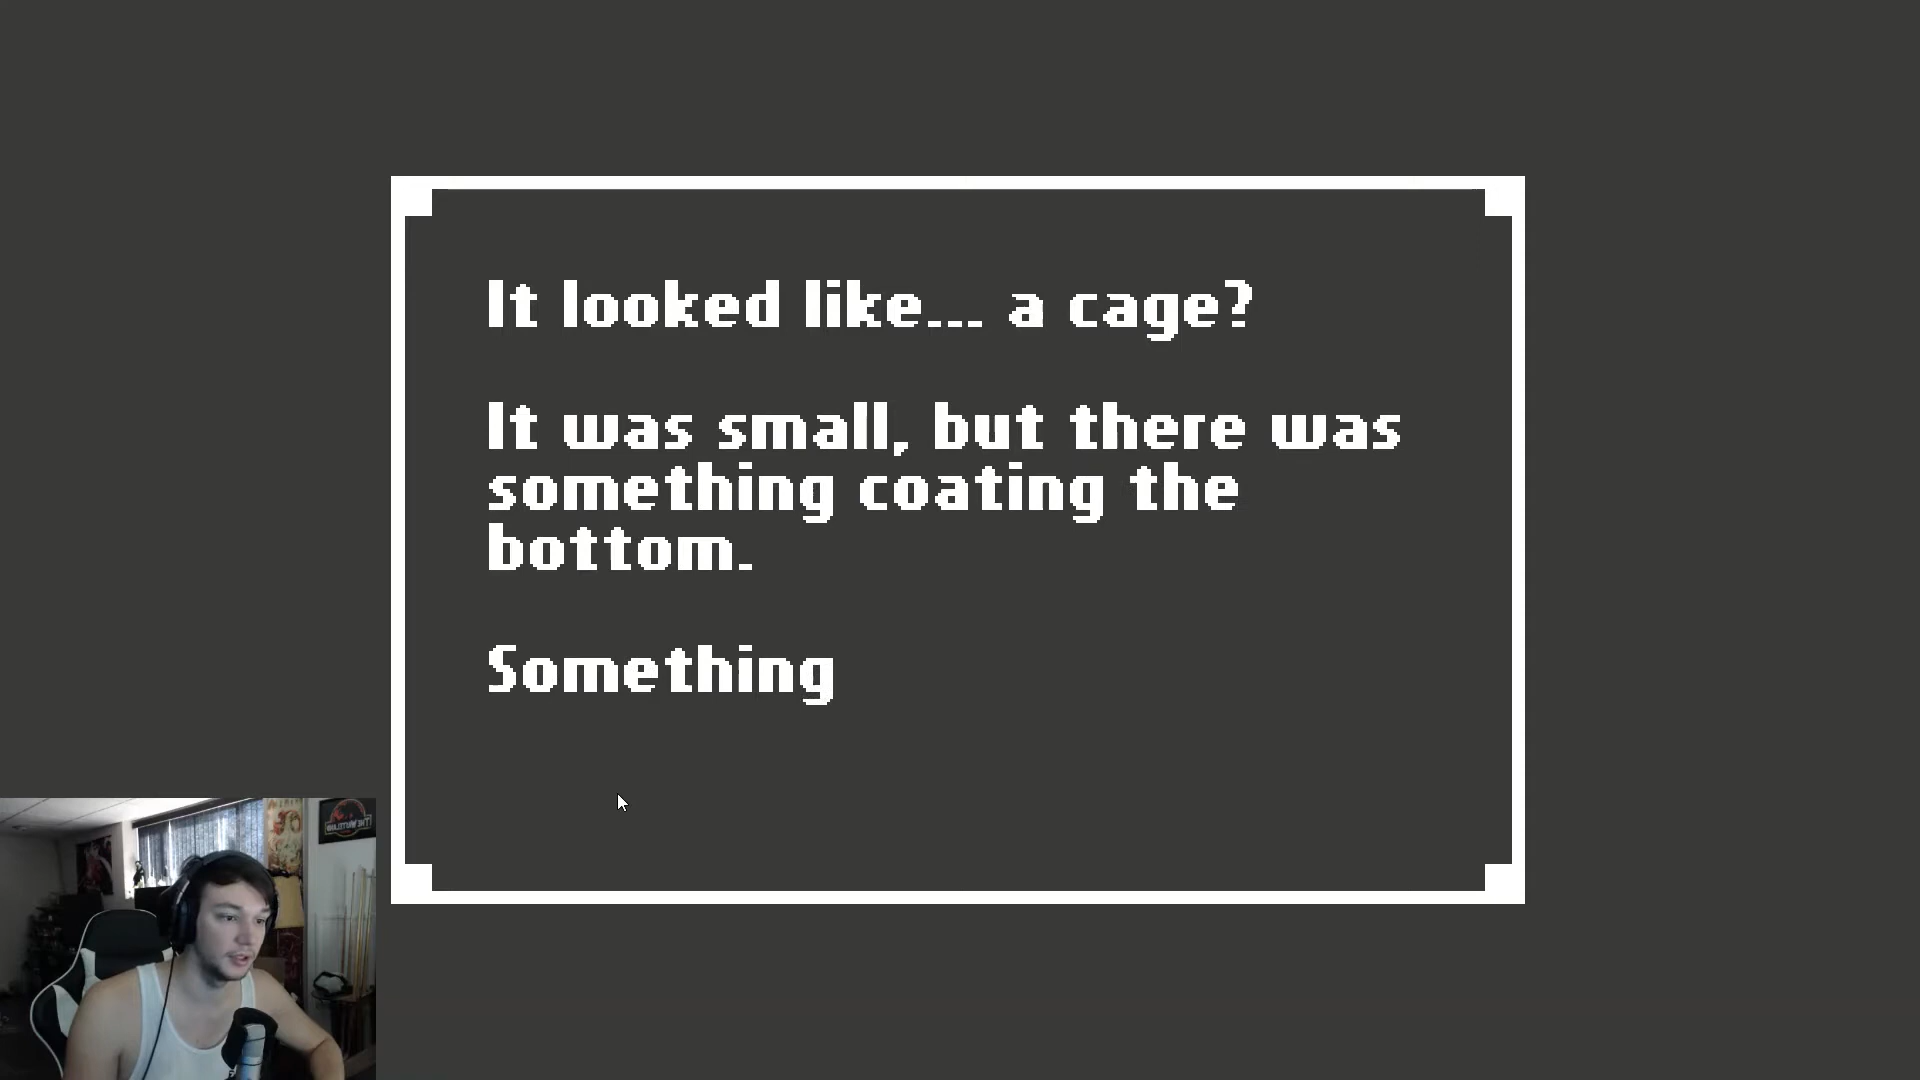 It looked like... a cage?
It was small, but there was
something coating the
bottom.
Something